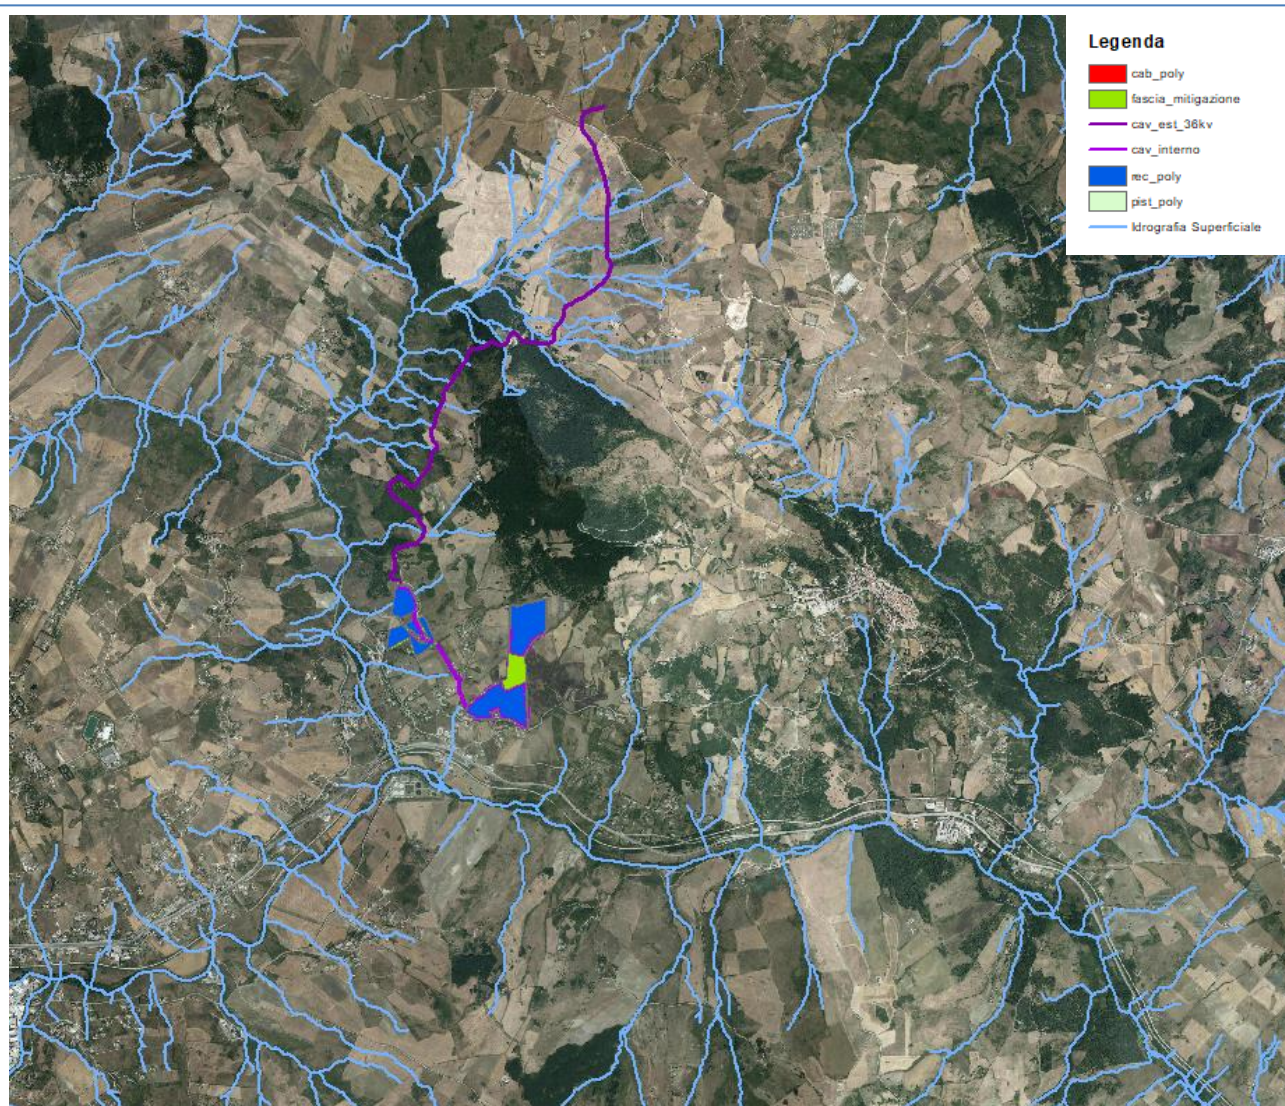 Legenda
cab_poly
fascia_mitigazione
cav_est_36kv
cav_interno
rec_poly
pist_poly
Idrografia Superficiale